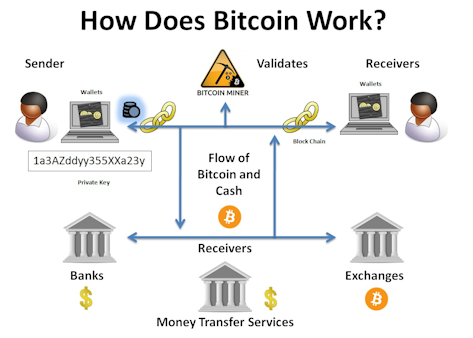 How Does Bitcoin Work?
Sender
Validates
Receivers
Wallets
BITCOIN MINER
Wallets
1a3AZddyy355XXa23y
Private Key
Block Chain
Flow of
Bitcoin and
Cash
Receivers
Banks
Exchanges
$
$
Money Transfer Services